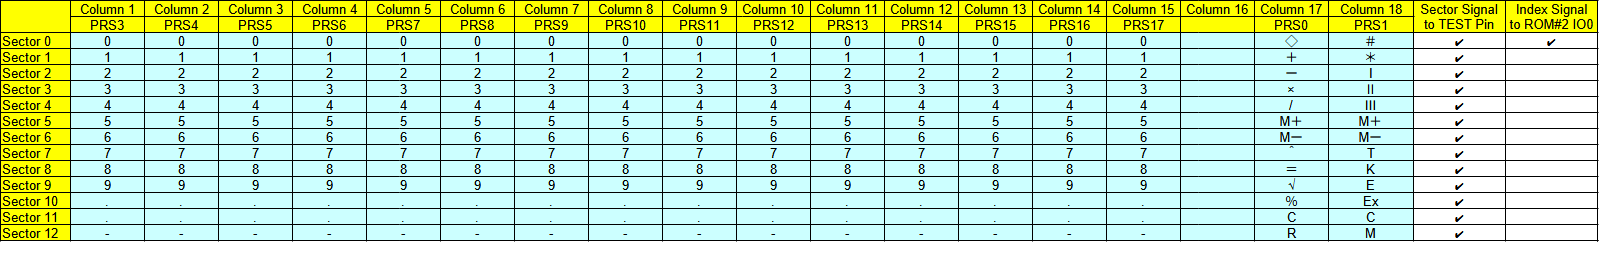 Column 1 Column 2 Column 3 Column 4 Column 5 Column 6 Column 7 Column 8 Column 9 Column 10 Column 11 Column 12 Column 13 Column 14 Column 15 Column 16 Column 17 Column 18 Sector Signal Index Signal
PRS3 PRS4 PRS5 PRS6 PRS7 PRS8 PRS9 PRS10 PRS11 PRS12 PRS13 PRS14 PRS15 PRS16 PRS17 PRS0 PRS1 to TEST Pin to ROM#2 IO0
Sector 0 0 0 0 0 0 0 0 0 0 0 0 0 0 0 0 ◇ # ✔ ✔
Sector 1 1 1 1 1 1 1 1 1 1 1 1 1 1 1 1 + * ✔
Sector 2 2 2 2 2 2 2 2 2 2 2 2 2 2 2 2 − I ✔
Sector 3 3 3 3 3 3 3 3 3 3 3 3 3 3 3 3 × II ✔
Sector 4 4 4 4 4 4 4 4 4 4 4 4 4 4 4 4 / III ✔
Sector 5 5 5 5 5 5 5 5 5 5 5 5 5 5 5 5 M+ M+ ✔
Sector 6 6 6 6 6 6 6 6 6 6 6 6 6 6 6 6 M− M− ✔
Sector 7 7 7 7 7 7 7 7 7 7 7 7 7 7 7 7 ^ T ✔
Sector 8 8 8 8 8 8 8 8 8 8 8 8 8 8 8 8 = K ✔
Sector 9 9 9 9 9 9 9 9 9 9 9 9 9 9 9 9 √ E ✔
Sector 10 . . . . . . . . . . . . . . . % Ex ✔
Sector 11 . . . . . . . . . . . . . . . C C ✔
Sector 12 - - - - - - - - - - - - - - - R M ✔